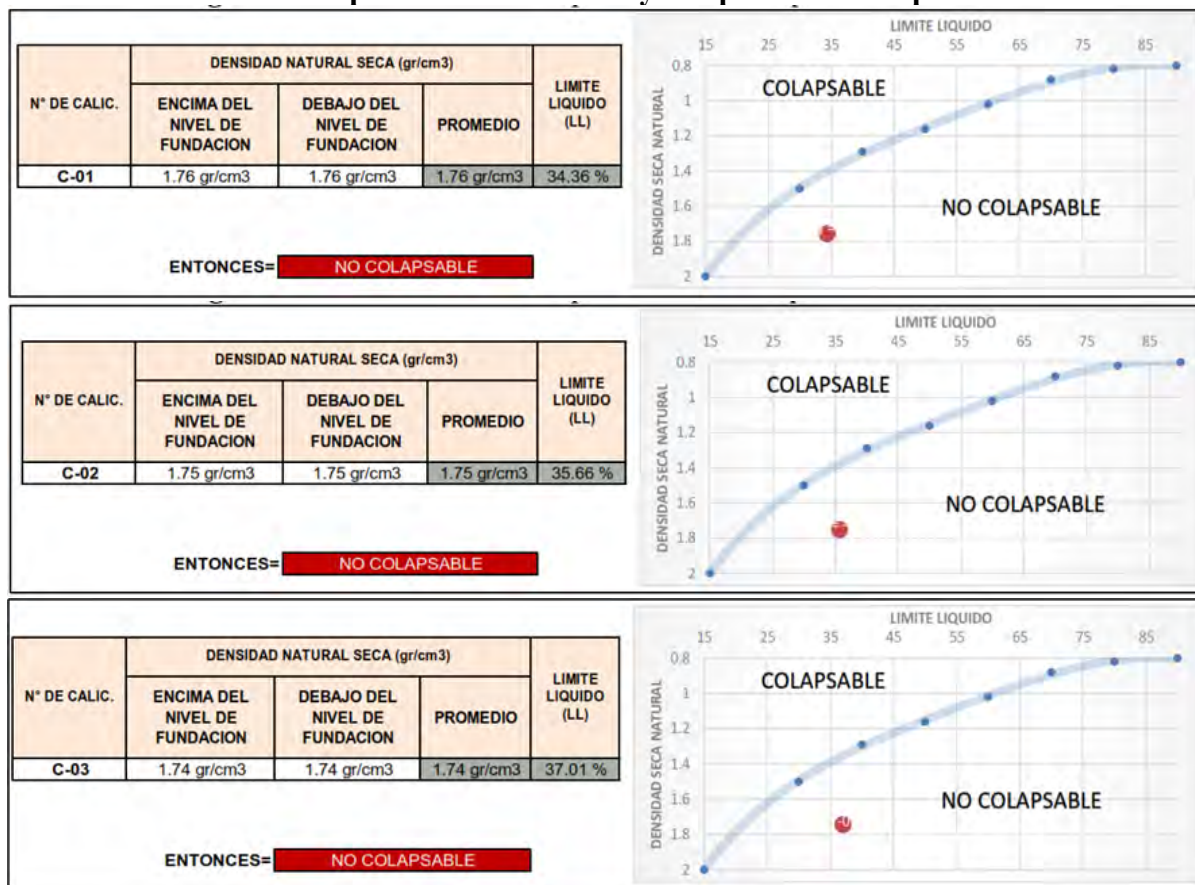 DENSIDAD NATURAL SECA (gr/cm3)
N° DE CALIC.
ENCIMA DEL NIVEL DE FUNDACION
DEBAJO DEL NIVEL DE FUNDACION
PROMEDIO
LIMITE LIQUIDO (LL)
C-01 1.76 gr/cm3 1.76 gr/cm3 1.76 gr/cm3 34.36 %
ENTONCES= NO COLAPSABLE
LIMITE LIQUIDO
15 25 35 45 55 65 75 85
DENSIDAD SECA NATURAL
0.8
1
1.2
1.4
1.6
1.8
2
COLAPSABLE
NO COLAPSABLE
DENSIDAD NATURAL SECA (gr/cm3)
N° DE CALIC.
ENCIMA DEL NIVEL DE FUNDACION
DEBAJO DEL NIVEL DE FUNDACION
PROMEDIO
LIMITE LIQUIDO (LL)
C-02 1.75 gr/cm3 1.75 gr/cm3 1.75 gr/cm3 35.66 %
ENTONCES= NO COLAPSABLE
LIMITE LIQUIDO
15 25 35 45 55 65 75 85
DENSIDAD SECA NATURAL
0.8
1
1.2
1.4
1.6
1.8
2
COLAPSABLE
NO COLAPSABLE
DENSIDAD NATURAL SECA (gr/cm3)
N° DE CALIC.
ENCIMA DEL NIVEL DE FUNDACION
DEBAJO DEL NIVEL DE FUNDACION
PROMEDIO
LIMITE LIQUIDO (LL)
C-03 1.74 gr/cm3 1.74 gr/cm3 1.74 gr/cm3 37.01 %
ENTONCES= NO COLAPSABLE
LIMITE LIQUIDO
15 25 35 45 55 65 75 85
DENSIDAD SECA NATURAL
0.8
1
1.2
1.4
1.6
1.8
2
COLAPSABLE
NO COLAPSABLE